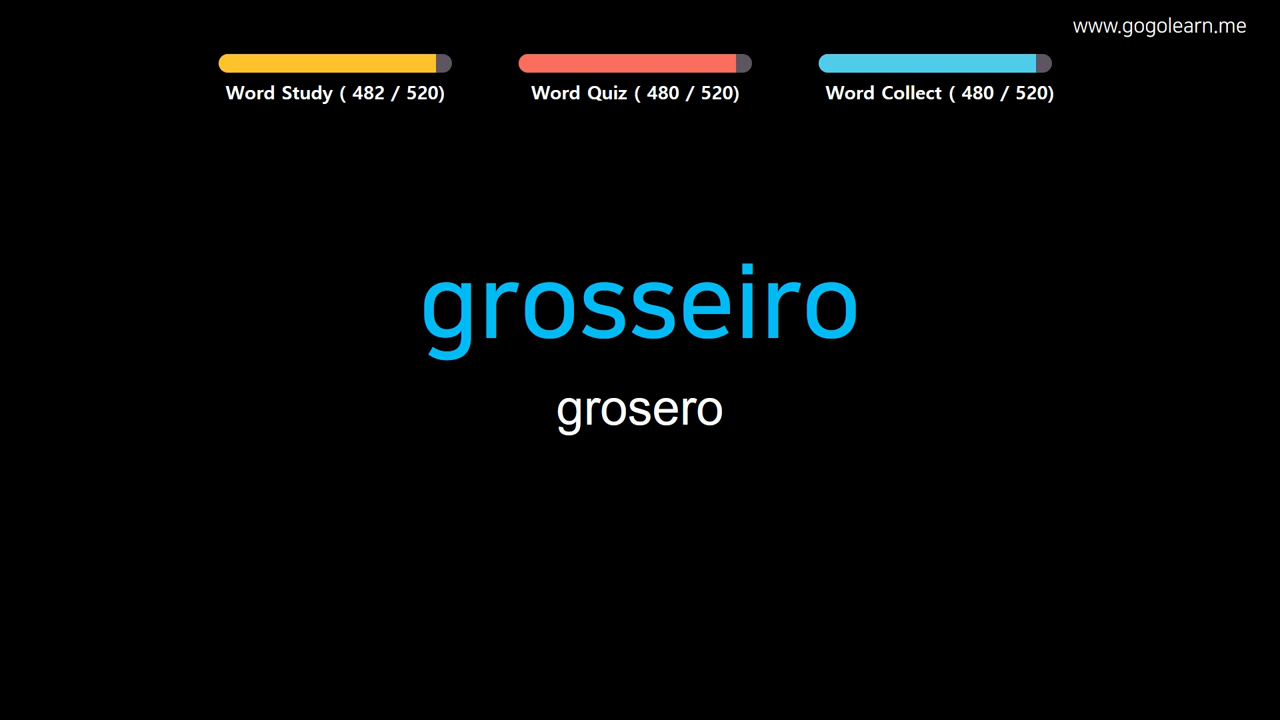 www.gogolearn.me
Word Study ( 482 / 520)
Word Quiz ( 480 / 520)
Word Collect ( 480 / 520)
grosseiro
grosero